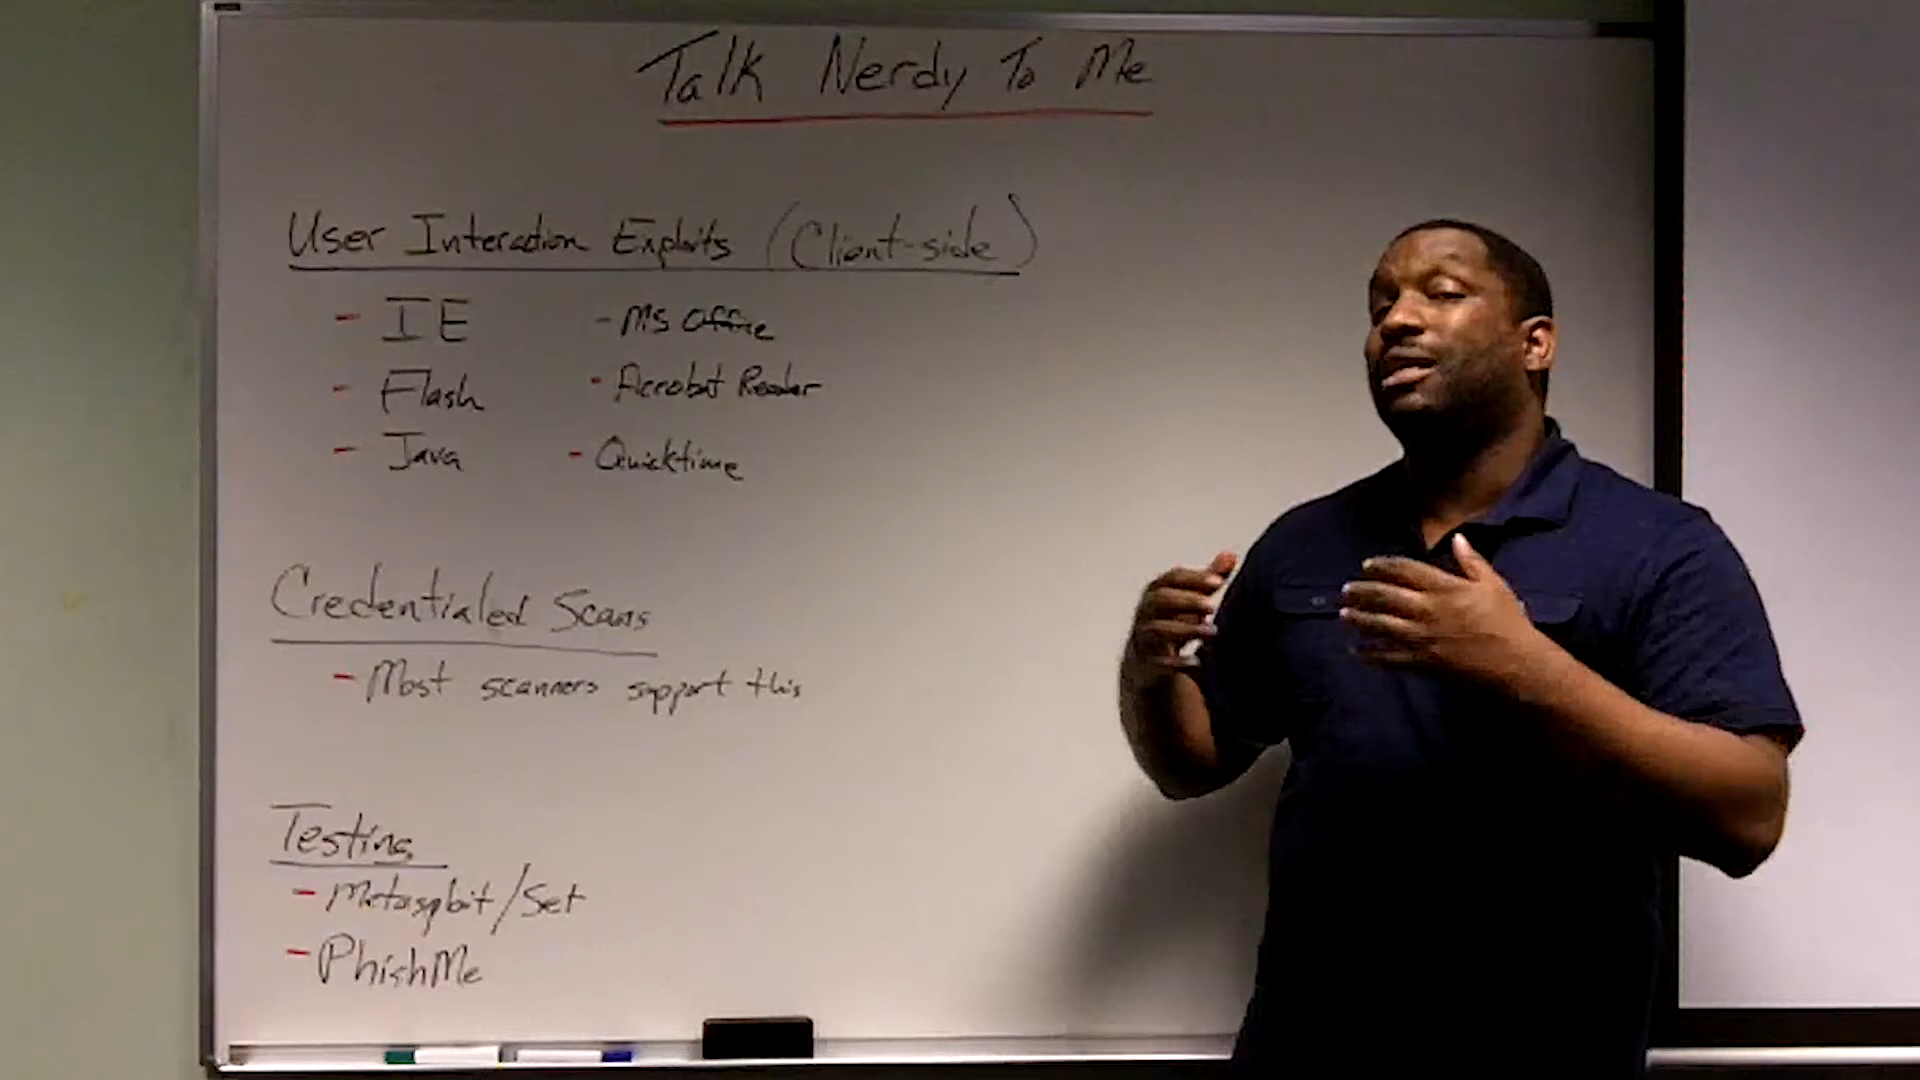 Talk Nerdy To Me
User Interaction Exploits (Client-side)
- IE - MS Office
- Flash - Acrobat Reader
- Java - Quicktime
Credentialed Scans
- Most scanners support this
Testing
- Metasploit/Set
- PhishMe